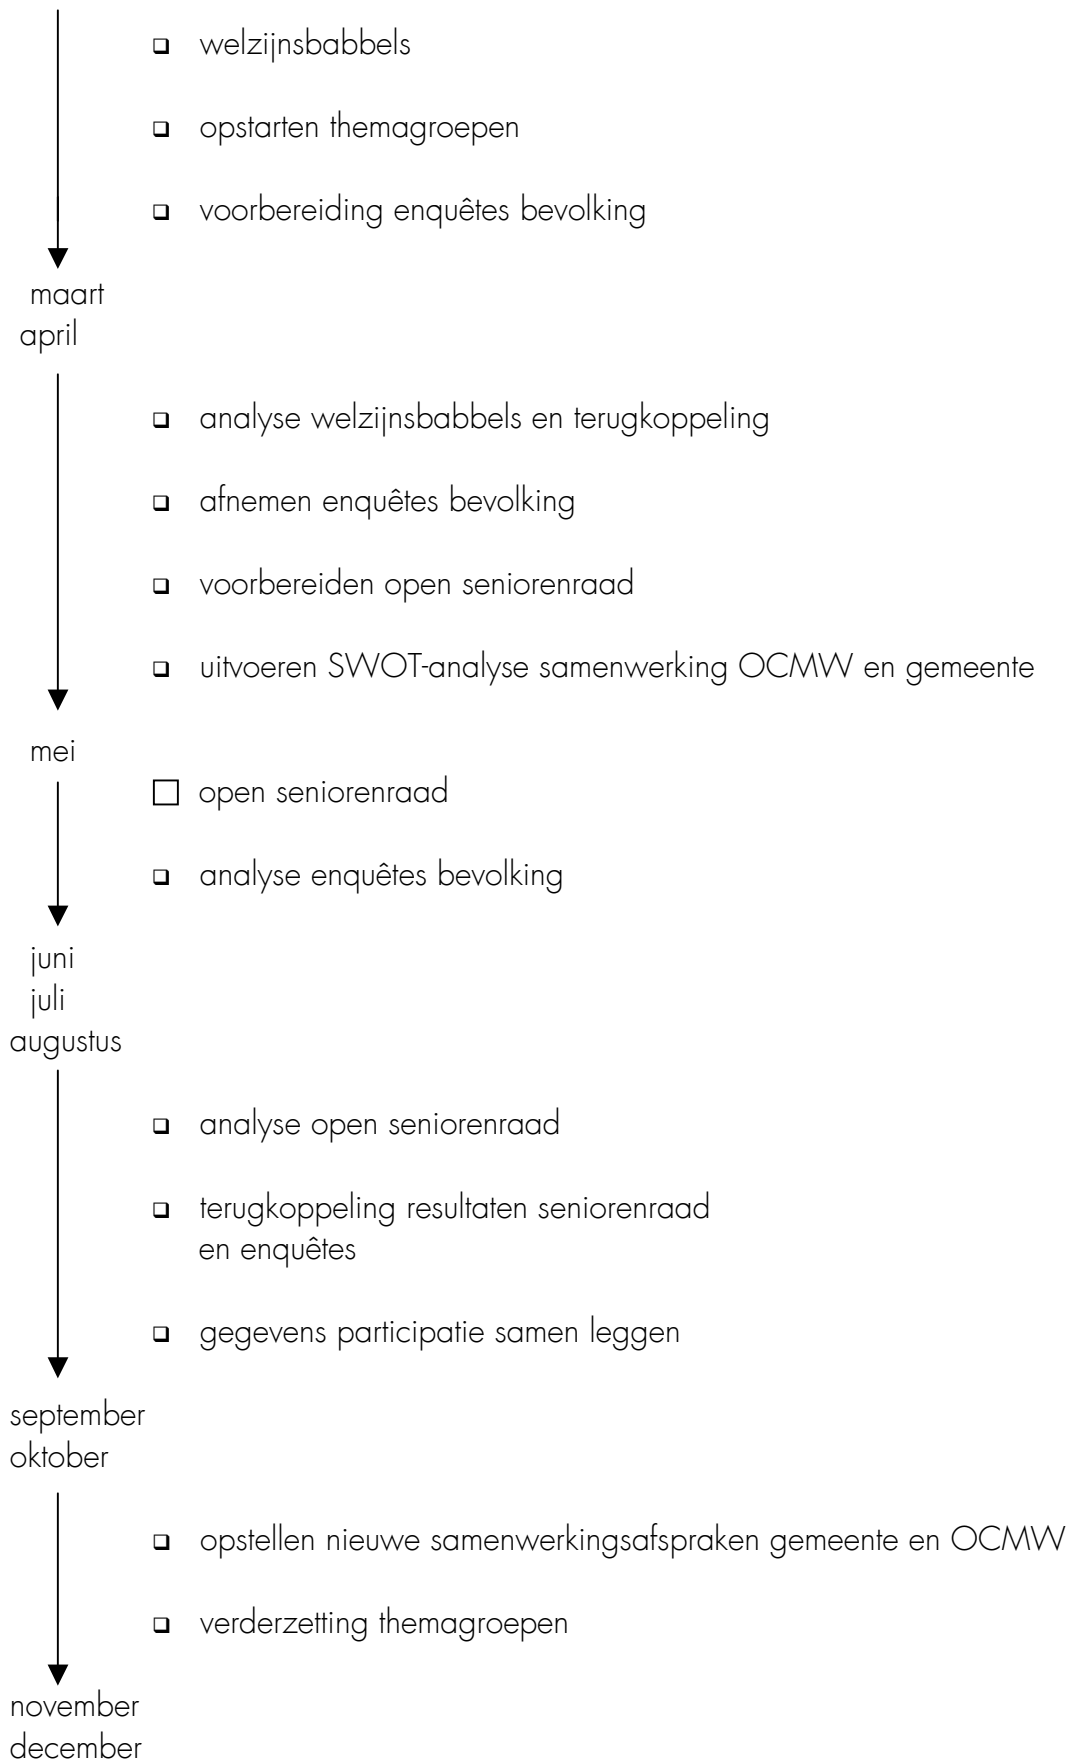 ❑ welzijnsbabbels
❑ opstarten themagroepen
❑ voorbereiding enquêtes bevolking
maart
april
❑ analyse welzijnsbabbels en terugkoppeling
❑ afnemen enquêtes bevolking
❑ voorbereiden open seniorenraad
❑ uitvoeren SWOT-analyse samenwerking OCMW en gemeente
mei
☐ open seniorenraad
❑ analyse enquêtes bevolking
juni
juli
augustus
❑ analyse open seniorenraad
❑ terugkoppeling resultaten seniorenraad
en enquêtes
❑ gegevens participatie samen leggen
september
oktober
❑ opstellen nieuwe samenwerkingsafspraken gemeente en OCMW
❑ verderzetting themagroepen
november
december